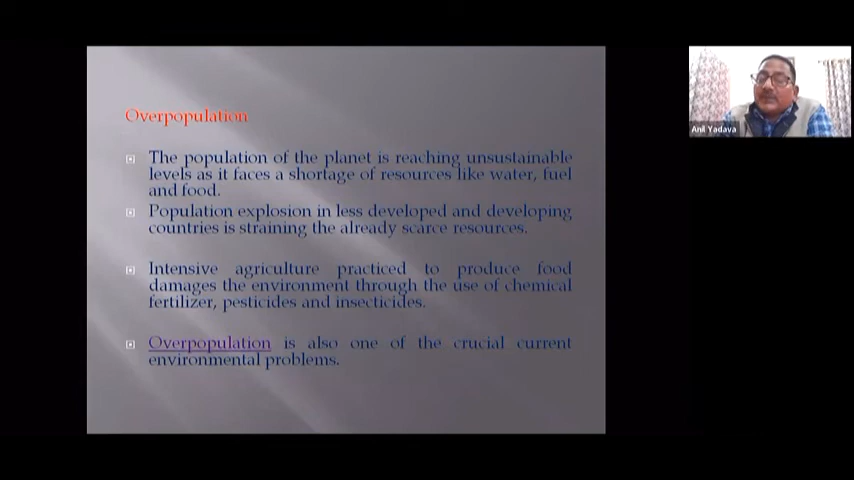 Overpopulation
The population of the planet is reaching unsustainable
levels as it faces a shortage of resources like water, fuel
and food.
Population explosion in less developed and developing
countries is straining the already scarce resources.
Intensive agriculture practiced to produce food
damages the environment through the use of chemical
fertilizer, pesticides and insecticides.
Overpopulation is also one of the crucial current
environmental problems.
Anil Yadava